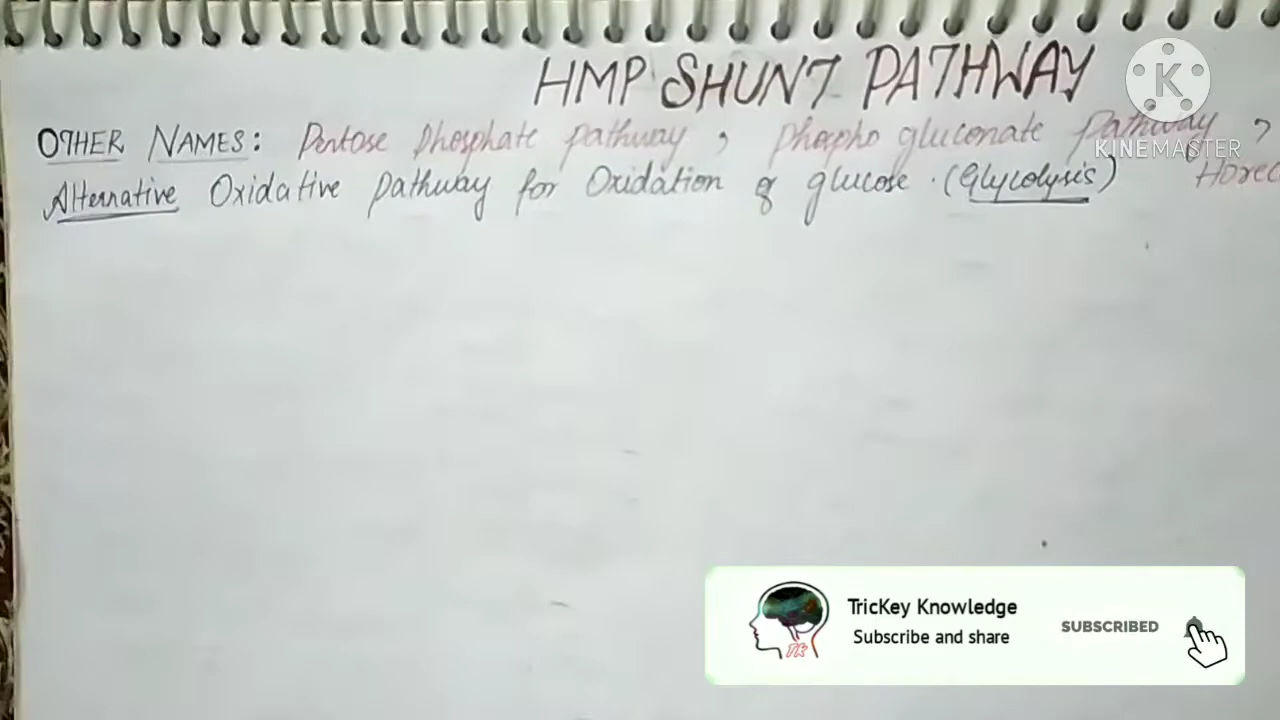 HMP SHUNT PATHWAY
K
KINEMASTER
OTHER NAMES: Pentose Phosphate Pathway, Phospho gluconate Pathway,
Alternative Oxidative Pathway for Oxidation of glucose. (Glycolysis)
TricKey Knowledge
Subscribe and share
SUBSCRIBED
TK